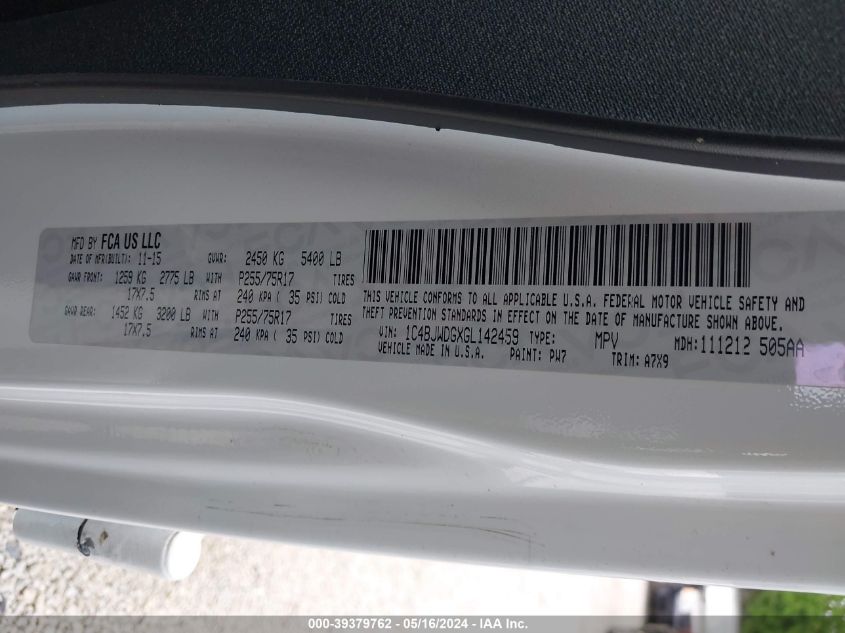 MFD BY FCA US LLC
DATE OF MFR(BUILT): 11-15 GVWR: 2450 KG 5400 LB
GAWR FRONT: 1259 KG 2775 LB WITH P255/75R17 TIRES
17X7.5 RIMS AT 240 KPA ( 35 PSI) COLD
GAWR REAR: 1452 KG 3200 LB WITH P255/75R17 TIRES
17X7.5 RIMS AT 240 KPA ( 35 PSI) COLD
THIS VEHICLE CONFORMS TO ALL APPLICABLE U.S.A. FEDERAL MOTOR VEHICLE SAFETY AND
THEFT PREVENTION STANDARDS IN EFFECT ON THE DATE OF MANUFACTURE SHOWN ABOVE.
VIN: 1C4BJWDGXGL142459 TYPE: MPV MDH: 111212 505AA
VEHICLE MADE IN U.S.A. PAINT: PW7 TRIM: A7X9
000-39379762 - 05/16/2024 - IAA Inc.